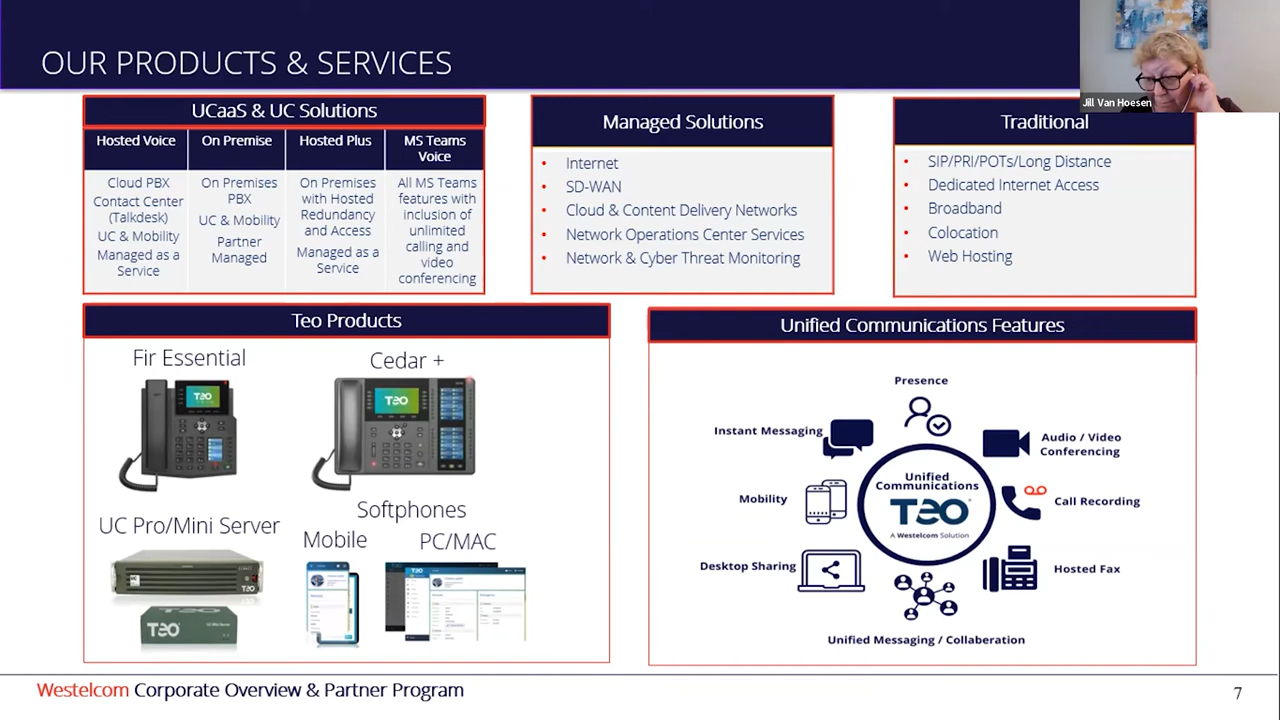 OUR PRODUCTS & SERVICES
Jill Van Hoesen
UCaaS & UC Solutions
Hosted Voice
On Premise
Hosted Plus
MS Teams
Voice
Cloud PBX
Contact Center
(Talkdesk)
UC & Mobility
Managed as a
Service
On Premises
PBX
UC & Mobility
Partner
Managed
On Premises
with Hosted
Redundancy
and Access
Managed as a
Service
All MS Teams
features with
inclusion of
unlimited
calling and
video
conferencing
Managed Solutions
• Internet
• SD-WAN
• Cloud & Content Delivery Networks
• Network Operations Center Services
• Network & Cyber Threat Monitoring
Traditional
• SIP/PRI/POTs/Long Distance
• Dedicated Internet Access
• Broadband
• Colocation
• Web Hosting
Teo Products
Fir Essential
Cedar +
TEO
TEO
UC Pro/Mini Server
Softphones
Mobile
PC/MAC
TEO
TEO
TEO
Unified Communications Features
Presence
Instant Messaging
Audio / Video
Conferencing
Unified
Communications
TEO
A Westelcom Solution
Mobility
Call Recording
Desktop Sharing
Hosted Fax
Unified Messaging / Collaberation
Westelcom Corporate Overview & Partner Program
7